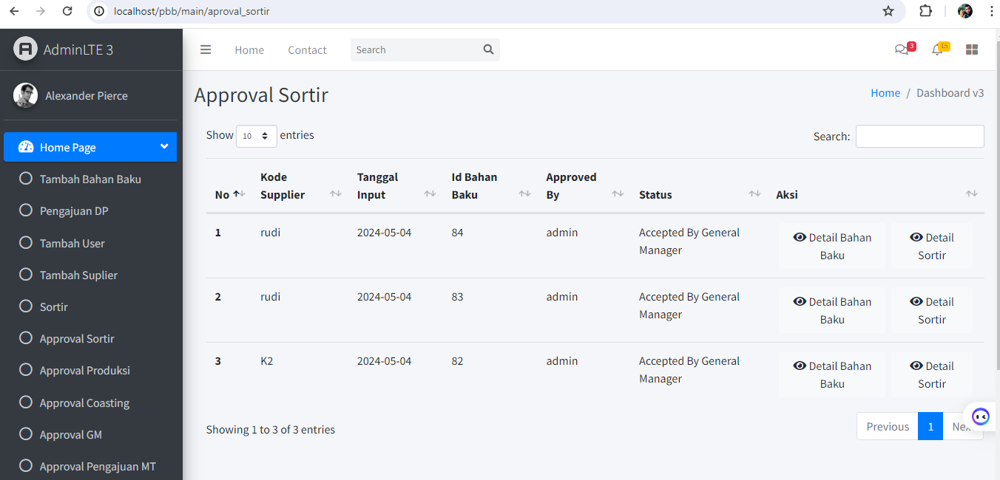 localhost/pbb/main/aproval_sortir
AdminLTE 3
Home
Contact
Search
3
15
Alexander Pierce
Approval Sortir
Home / Dashboard v3
Home Page
Tambah Bahan Baku
Pengajuan DP
Tambah User
Tambah Suplier
Sortir
Approval Sortir
Approval Produksi
Approval Coasting
Approval GM
Approval Pengajuan MT
Show 10 entries
Search:
No
Kode
Supplier
Tanggal
Input
Id Bahan
Baku
Approved
By
Status
Aksi
1
rudi
2024-05-04
84
admin
Accepted By General
Manager
Detail Bahan
Baku
Detail
Sortir
2
rudi
2024-05-04
83
admin
Accepted By General
Manager
Detail Bahan
Baku
Detail
Sortir
3
K2
2024-05-04
82
admin
Accepted By General
Manager
Detail Bahan
Baku
Detail
Sortir
Showing 1 to 3 of 3 entries
Previous
1